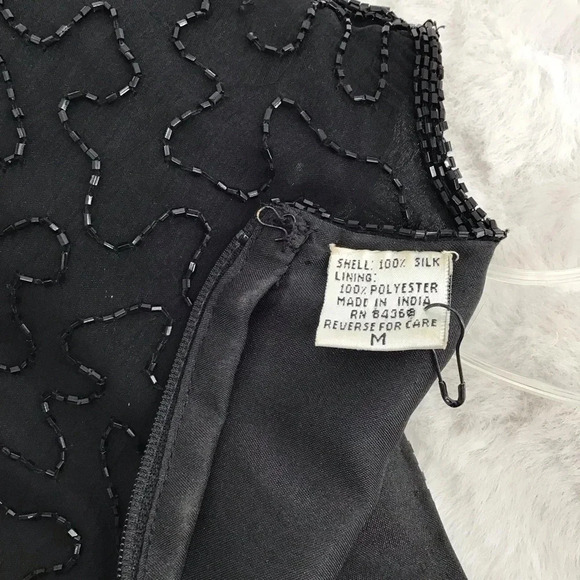 SHELL: 100% SILK
LINING:
100% POLYESTER
MADE IN INDIA
RN 84368
REVERSE FOR CARE
M